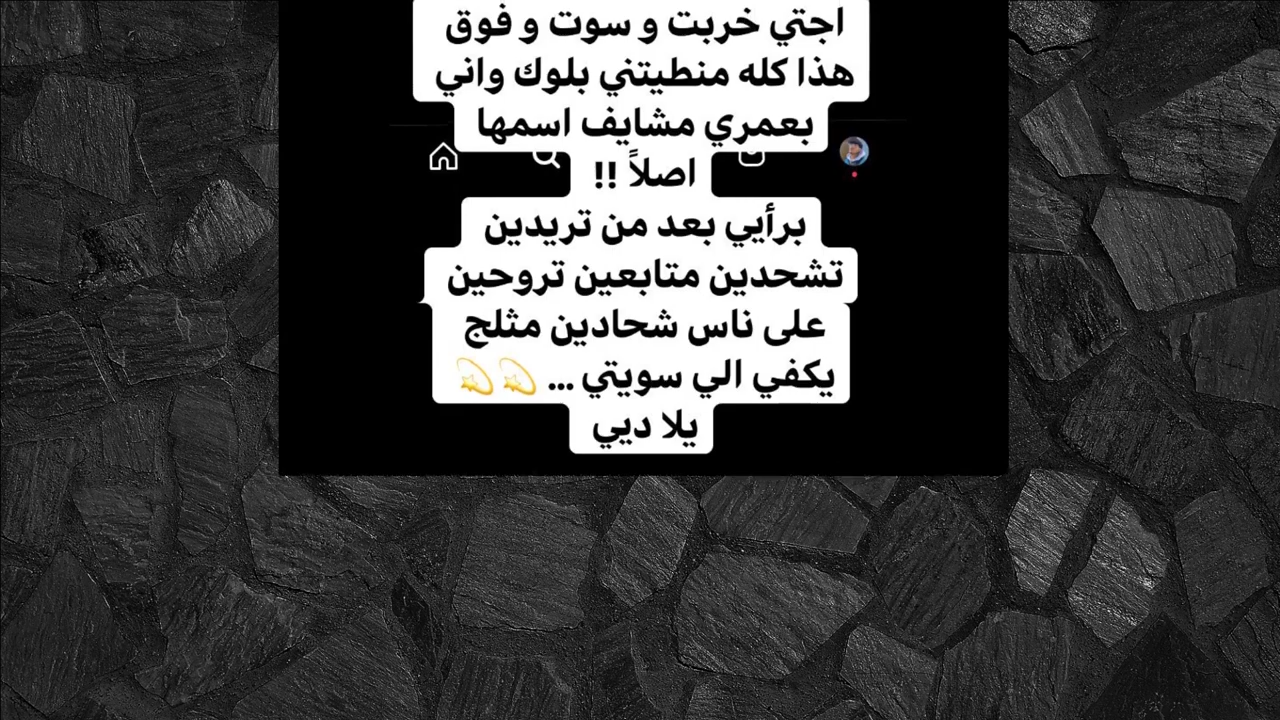 اجتي خربت و سوت و فوق
هذا كله منطيتني بلوك واني
بعمري مشايف اسمها
اصلاً !!
برأيي بعد من تريدين
تشحدين متابعين تروحين
على ناس شحادين مثلج
يكفي الي سويتي ... 💫💫
يلا ديي